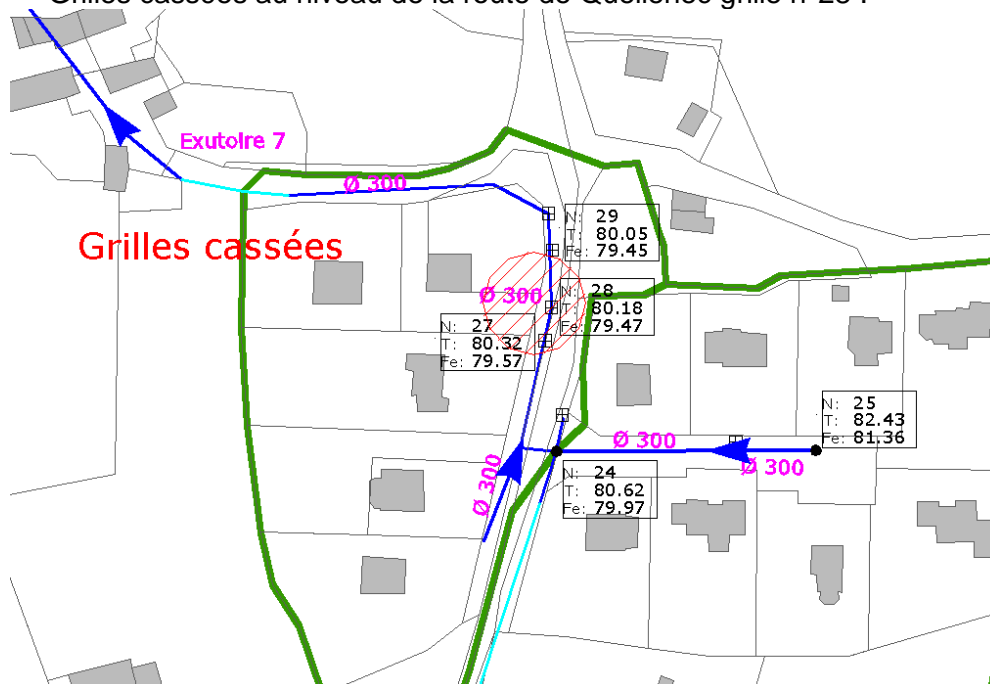 Exutoire 7
Ø 300
Grilles cassées
N: 29
T: 80.05
Fe: 79.45
Ø 300
N: 28
T: 80.18
Fe: 79.47
N: 27
T: 80.32
Fe: 79.57
N: 25
T: 82.43
Fe: 81.36
Ø 300
Ø 300
Ø 300
N: 24
T: 80.62
Fe: 79.97